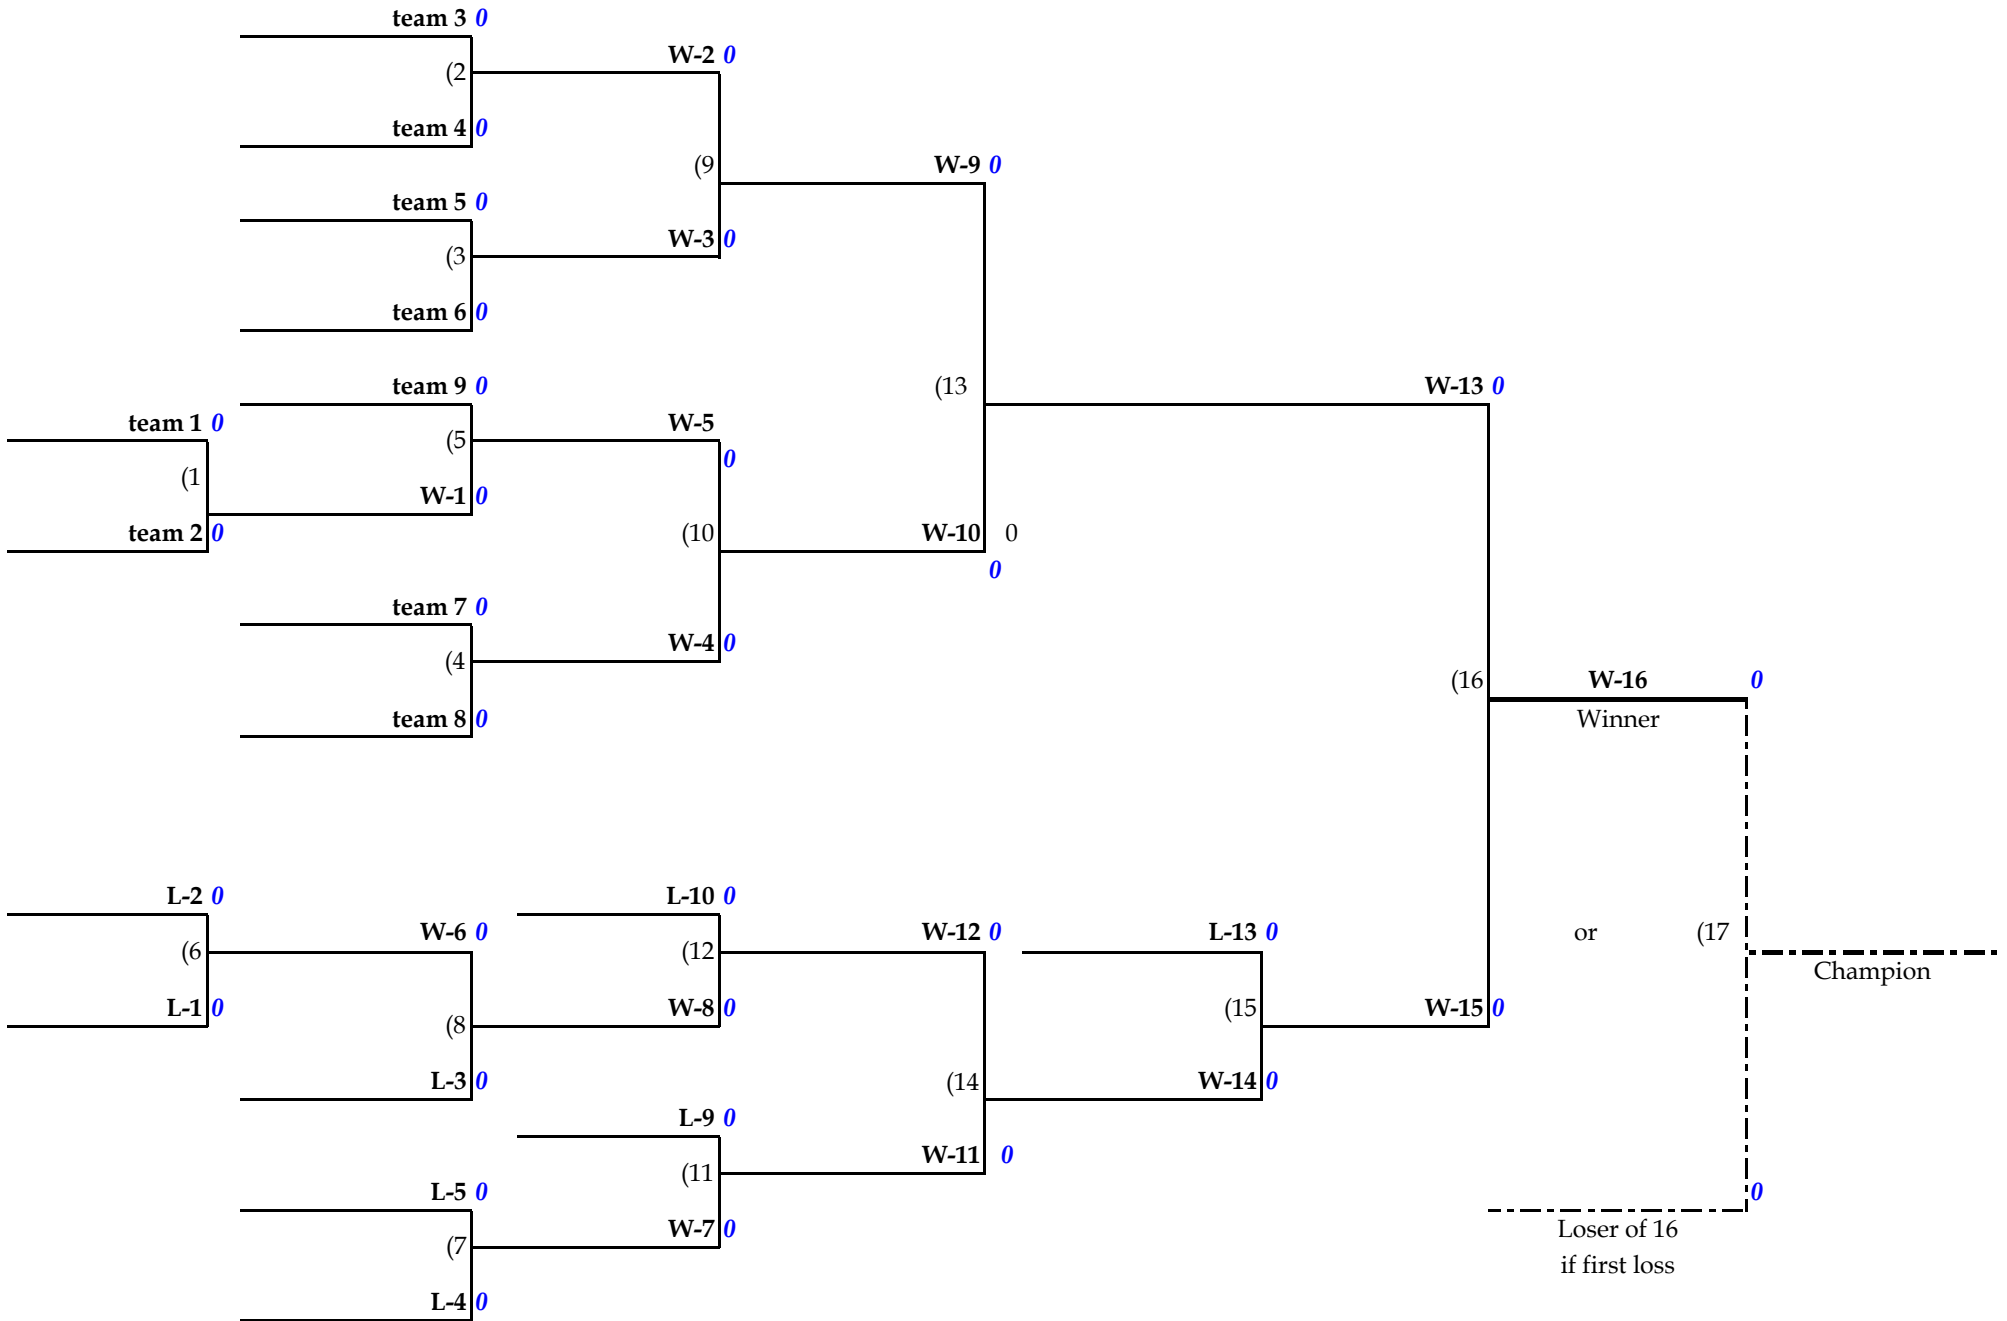 team 3 0
W-2 0
(2
team 4 0
(9
W-9 0
team 5 0
W-3 0
(3
team 6 0
team 9 0
(13
W-13 0
team 1 0
W-5
(5
0
(1
W-1 0
team 2 0
(10
W-10 0
0
team 7 0
W-4 0
(4
(16
W-16 0
team 8 0
Winner
L-2 0
L-10 0
W-6 0
W-12 0
L-13 0
or
(17
(6
(12
Champion
L-1 0
W-8 0
(15
W-15 0
(8
L-3 0
(14
W-14 0
L-9 0
W-11 0
(11
L-5 0
0
W-7 0
Loser of 16
(7
if first loss
L-4 0